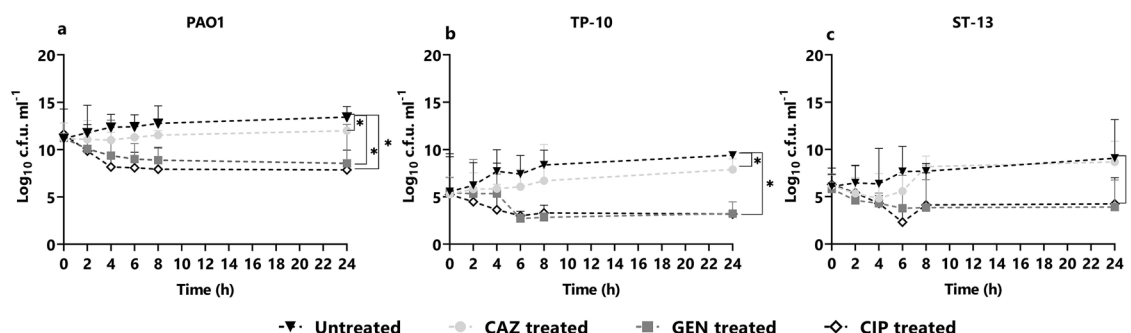 a PAO1
20
15
10
5
0
Log10 c.f.u. ml−1
0 2 4 6 8 10 12 14 16 18 20 22 24
Time (h)
*
*
*
b TP-10
20
15
10
5
0
Log10 c.f.u. ml−1
0 2 4 6 8 10 12 14 16 18 20 22 24
Time (h)
*
*
c ST-13
20
15
10
5
0
Log10 c.f.u. ml−1
0 2 4 6 8 10 12 14 16 18 20 22 24
Time (h)
Untreated CAZ treated GEN treated CIP treated